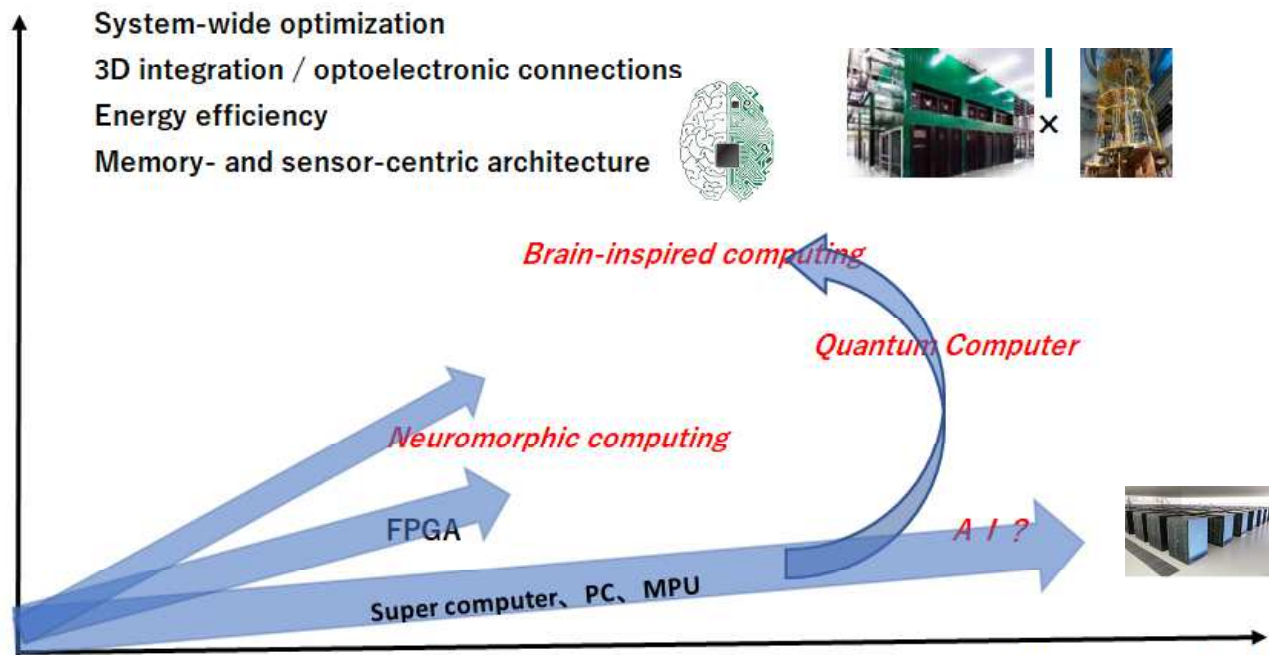 System-wide optimization
3D integration / optoelectronic connections
Energy efficiency
Memory- and sensor-centric architecture
×
Brain-inspired computing
Quantum Computer
Neuromorphic computing
FPGA
A I ?
Super computer、PC、MPU